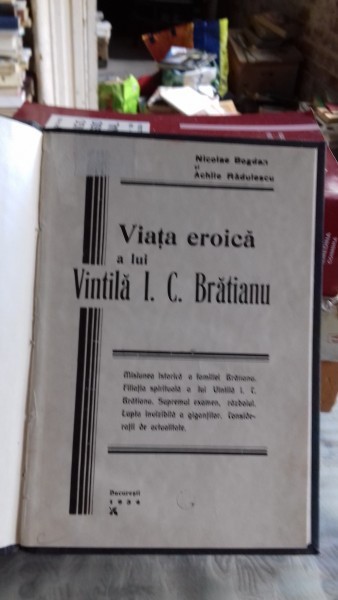 Nicolae Bogdan
și
Achile Rădulescu
Viața eroică
a lui
Vintilă I. C. Brătianu
Misiunea istorică a familiei Brătianu.
Filiația spirituală a lui Vintilă I. C.
Brătianu. Supremul examen, războiul.
Lupta invizibilă a giganților. Conside-
rații de actualitate.
București
1934